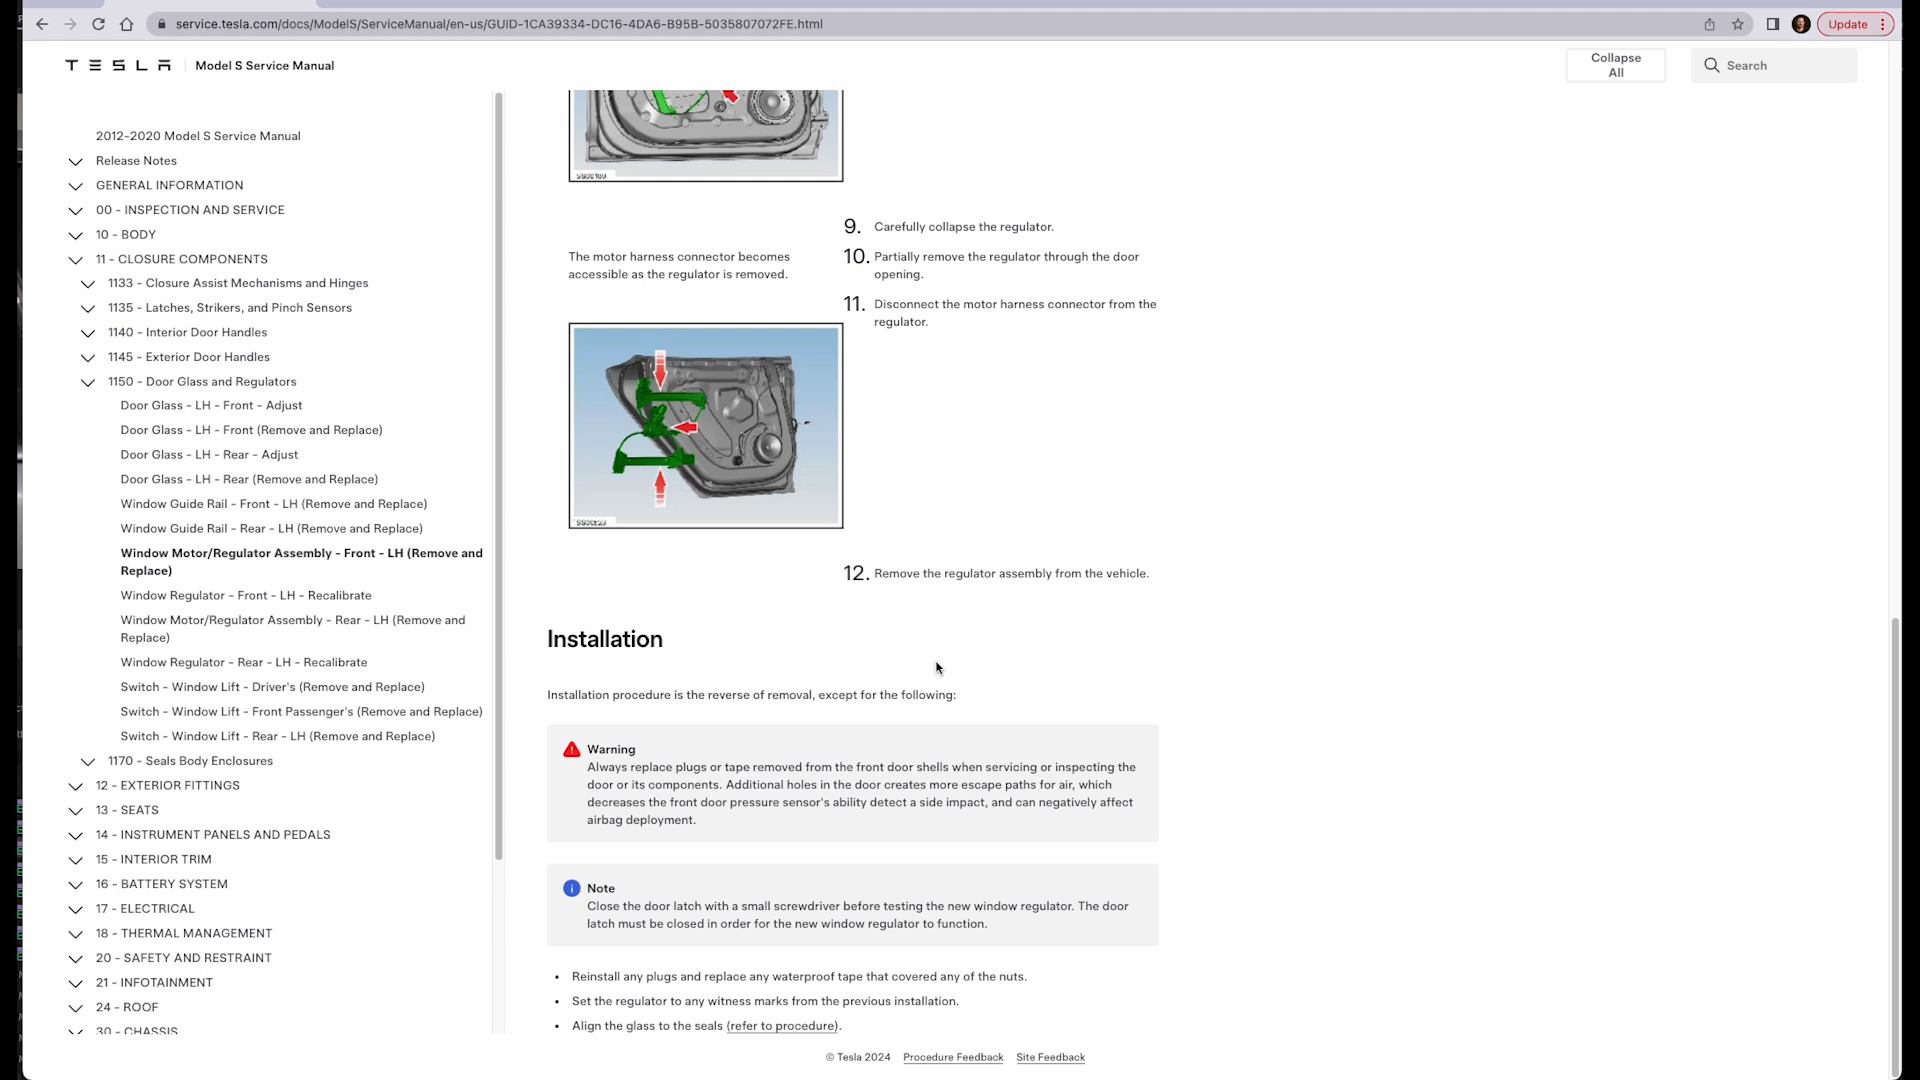 service.tesla.com/docs/ModelS/ServiceManual/en-us/GUID-1CA39334-DC16-4DA6-B95B-5035807072FE.html
Update
TESLA
Model S Service Manual
Collapse
All
Search
2012-2020 Model S Service Manual
Release Notes
GENERAL INFORMATION
00 - INSPECTION AND SERVICE
10 - BODY
11 - CLOSURE COMPONENTS
1133 - Closure Assist Mechanisms and Hinges
1135 - Latches, Strikers, and Pinch Sensors
1140 - Interior Door Handles
1145 - Exterior Door Handles
1150 - Door Glass and Regulators
Door Glass - LH - Front - Adjust
Door Glass - LH - Front (Remove and Replace)
Door Glass - LH - Rear - Adjust
Door Glass - LH - Rear (Remove and Replace)
Window Guide Rail - Front - LH (Remove and Replace)
Window Guide Rail - Rear - LH (Remove and Replace)
Window Motor/Regulator Assembly - Front - LH (Remove and
Replace)
Window Regulator - Front - LH - Recalibrate
Window Motor/Regulator Assembly - Rear - LH (Remove and
Replace)
Window Regulator - Rear - LH - Recalibrate
Switch - Window Lift - Driver's (Remove and Replace)
Switch - Window Lift - Front Passenger's (Remove and Replace)
Switch - Window Lift - Rear - LH (Remove and Replace)
1170 - Seals Body Enclosures
12 - EXTERIOR FITTINGS
13 - SEATS
14 - INSTRUMENT PANELS AND PEDALS
15 - INTERIOR TRIM
16 - BATTERY SYSTEM
17 - ELECTRICAL
18 - THERMAL MANAGEMENT
20 - SAFETY AND RESTRAINT
21 - INFOTAINMENT
24 - ROOF
30 - CHASSIS
9. Carefully collapse the regulator.
The motor harness connector becomes
accessible as the regulator is removed.
10. Partially remove the regulator through the door
opening.
11. Disconnect the motor harness connector from the
regulator.
12. Remove the regulator assembly from the vehicle.
Installation
Installation procedure is the reverse of removal, except for the following:
Warning
Always replace plugs or tape removed from the front door shells when servicing or inspecting the
door or its components. Additional holes in the door creates more escape paths for air, which
decreases the front door pressure sensor's ability detect a side impact, and can negatively affect
airbag deployment.
Note
Close the door latch with a small screwdriver before testing the new window regulator. The door
latch must be closed in order for the new window regulator to function.
• Reinstall any plugs and replace any waterproof tape that covered any of the nuts.
• Set the regulator to any witness marks from the previous installation.
• Align the glass to the seals (refer to procedure).
© Tesla 2024 Procedure Feedback Site Feedback